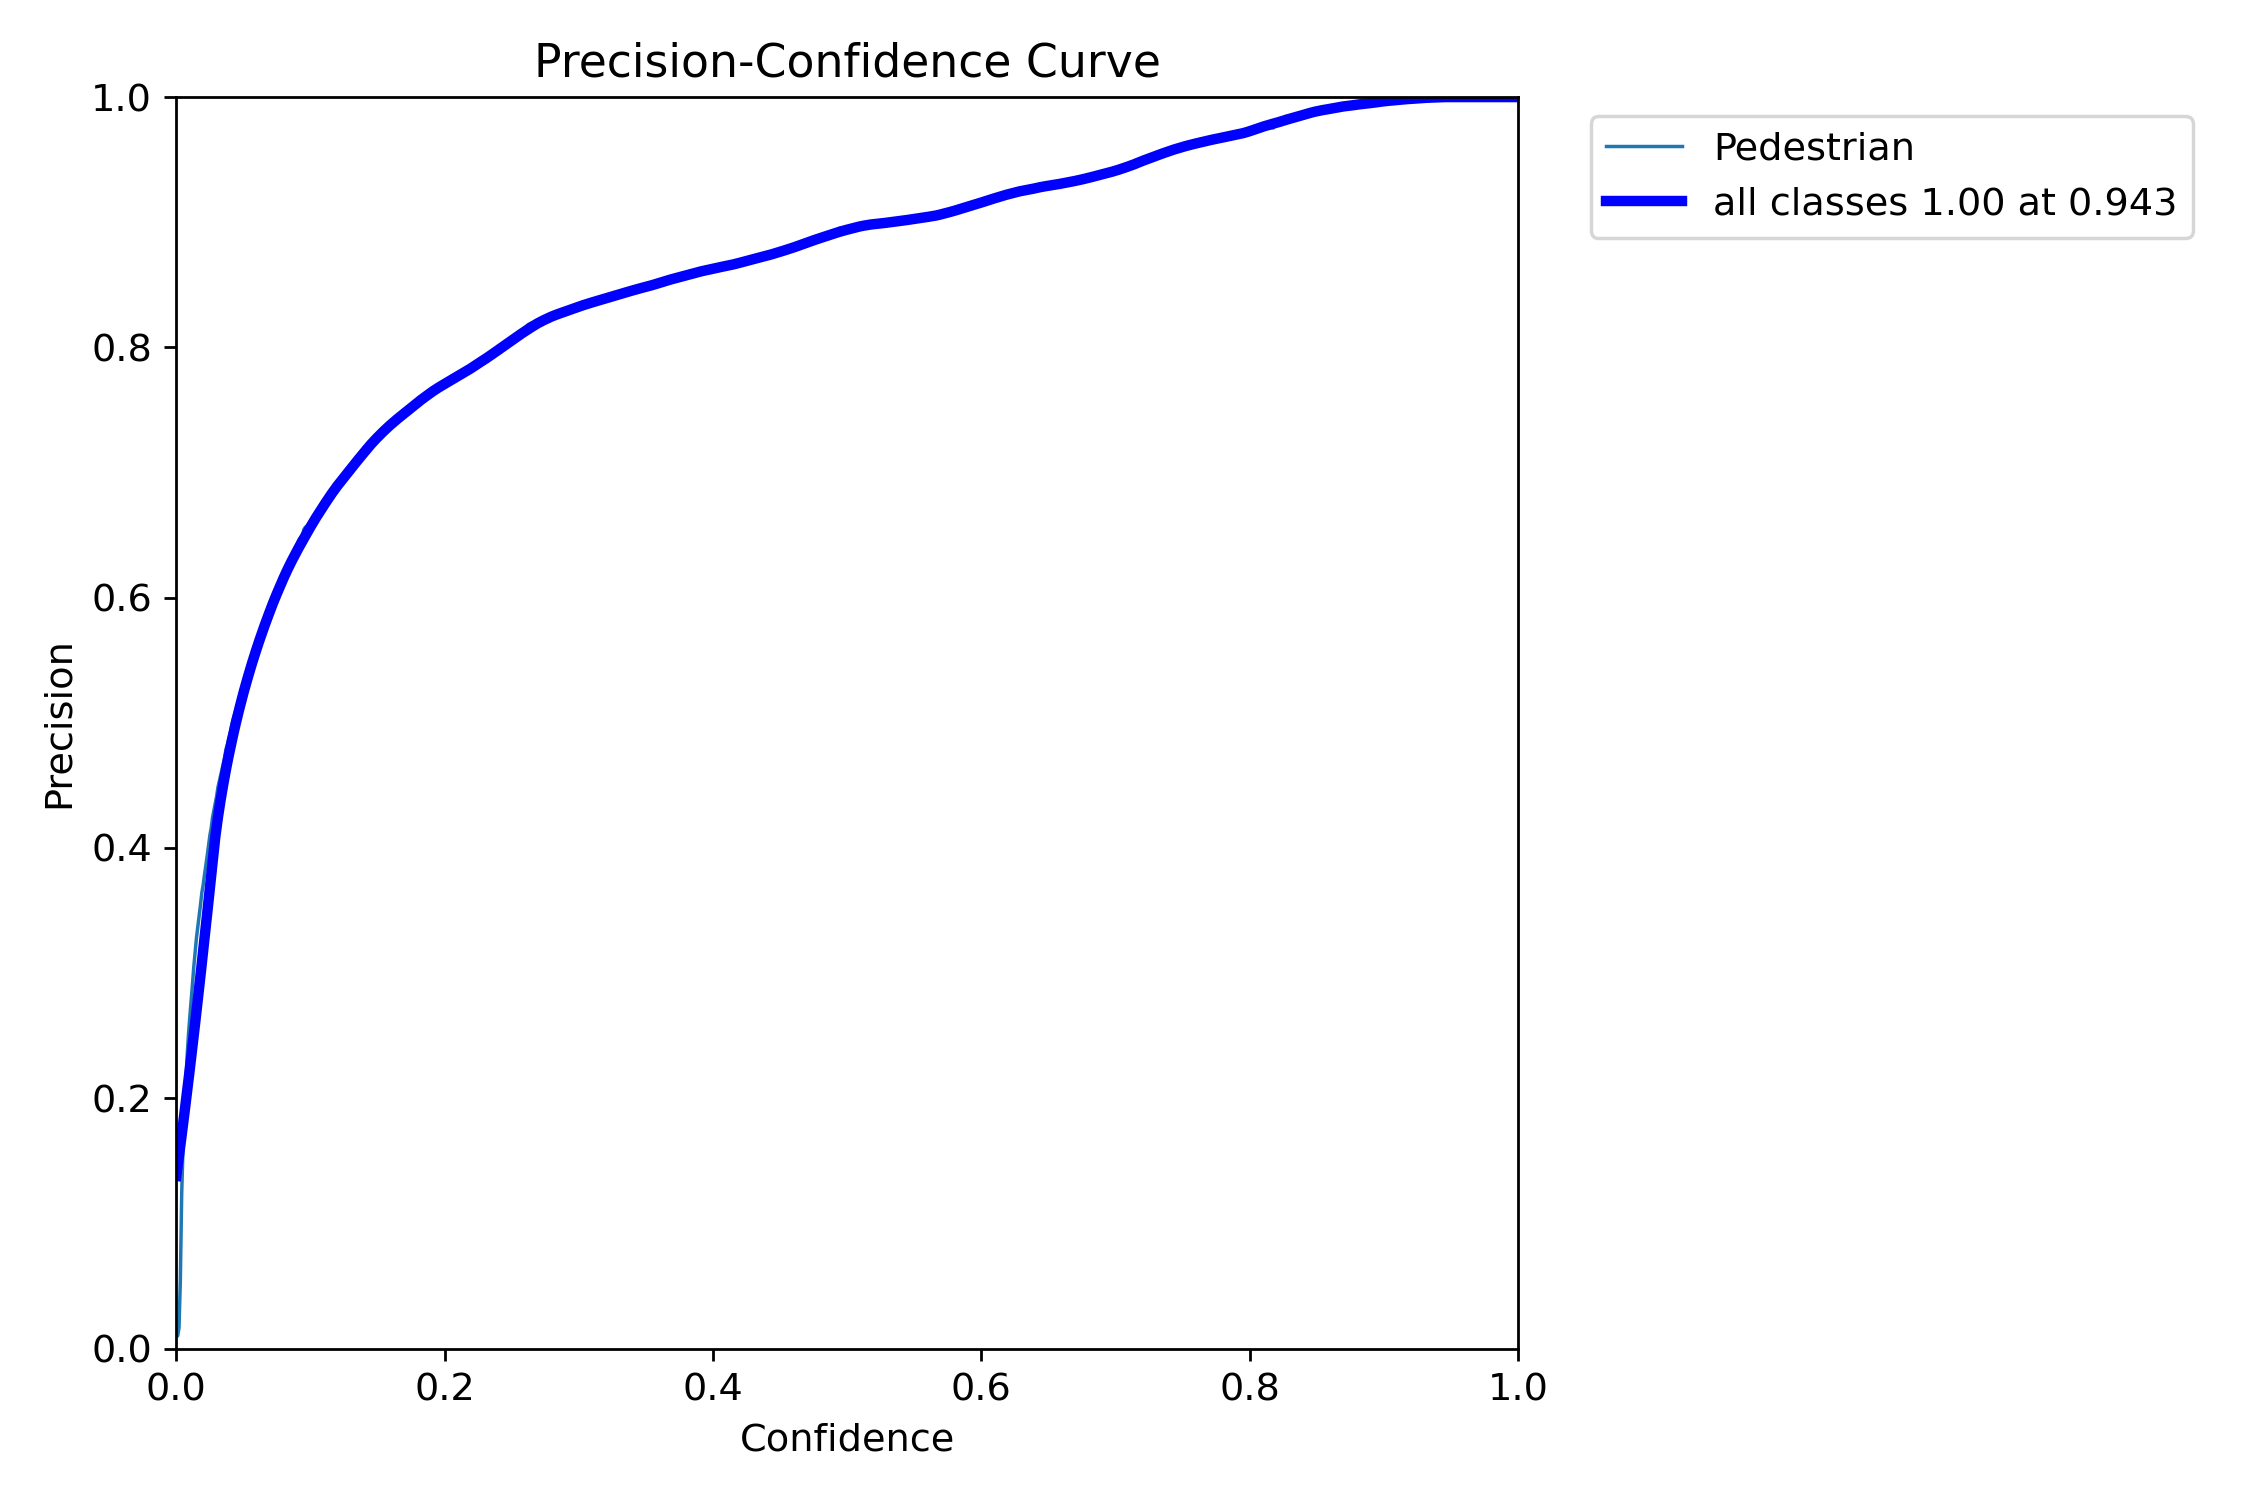 Precision-Confidence Curve
1.0
0.8
0.6
0.4
0.2
0.0
Precision
0.0 0.2 0.4 0.6 0.8 1.0
Confidence
Pedestrian
all classes 1.00 at 0.943